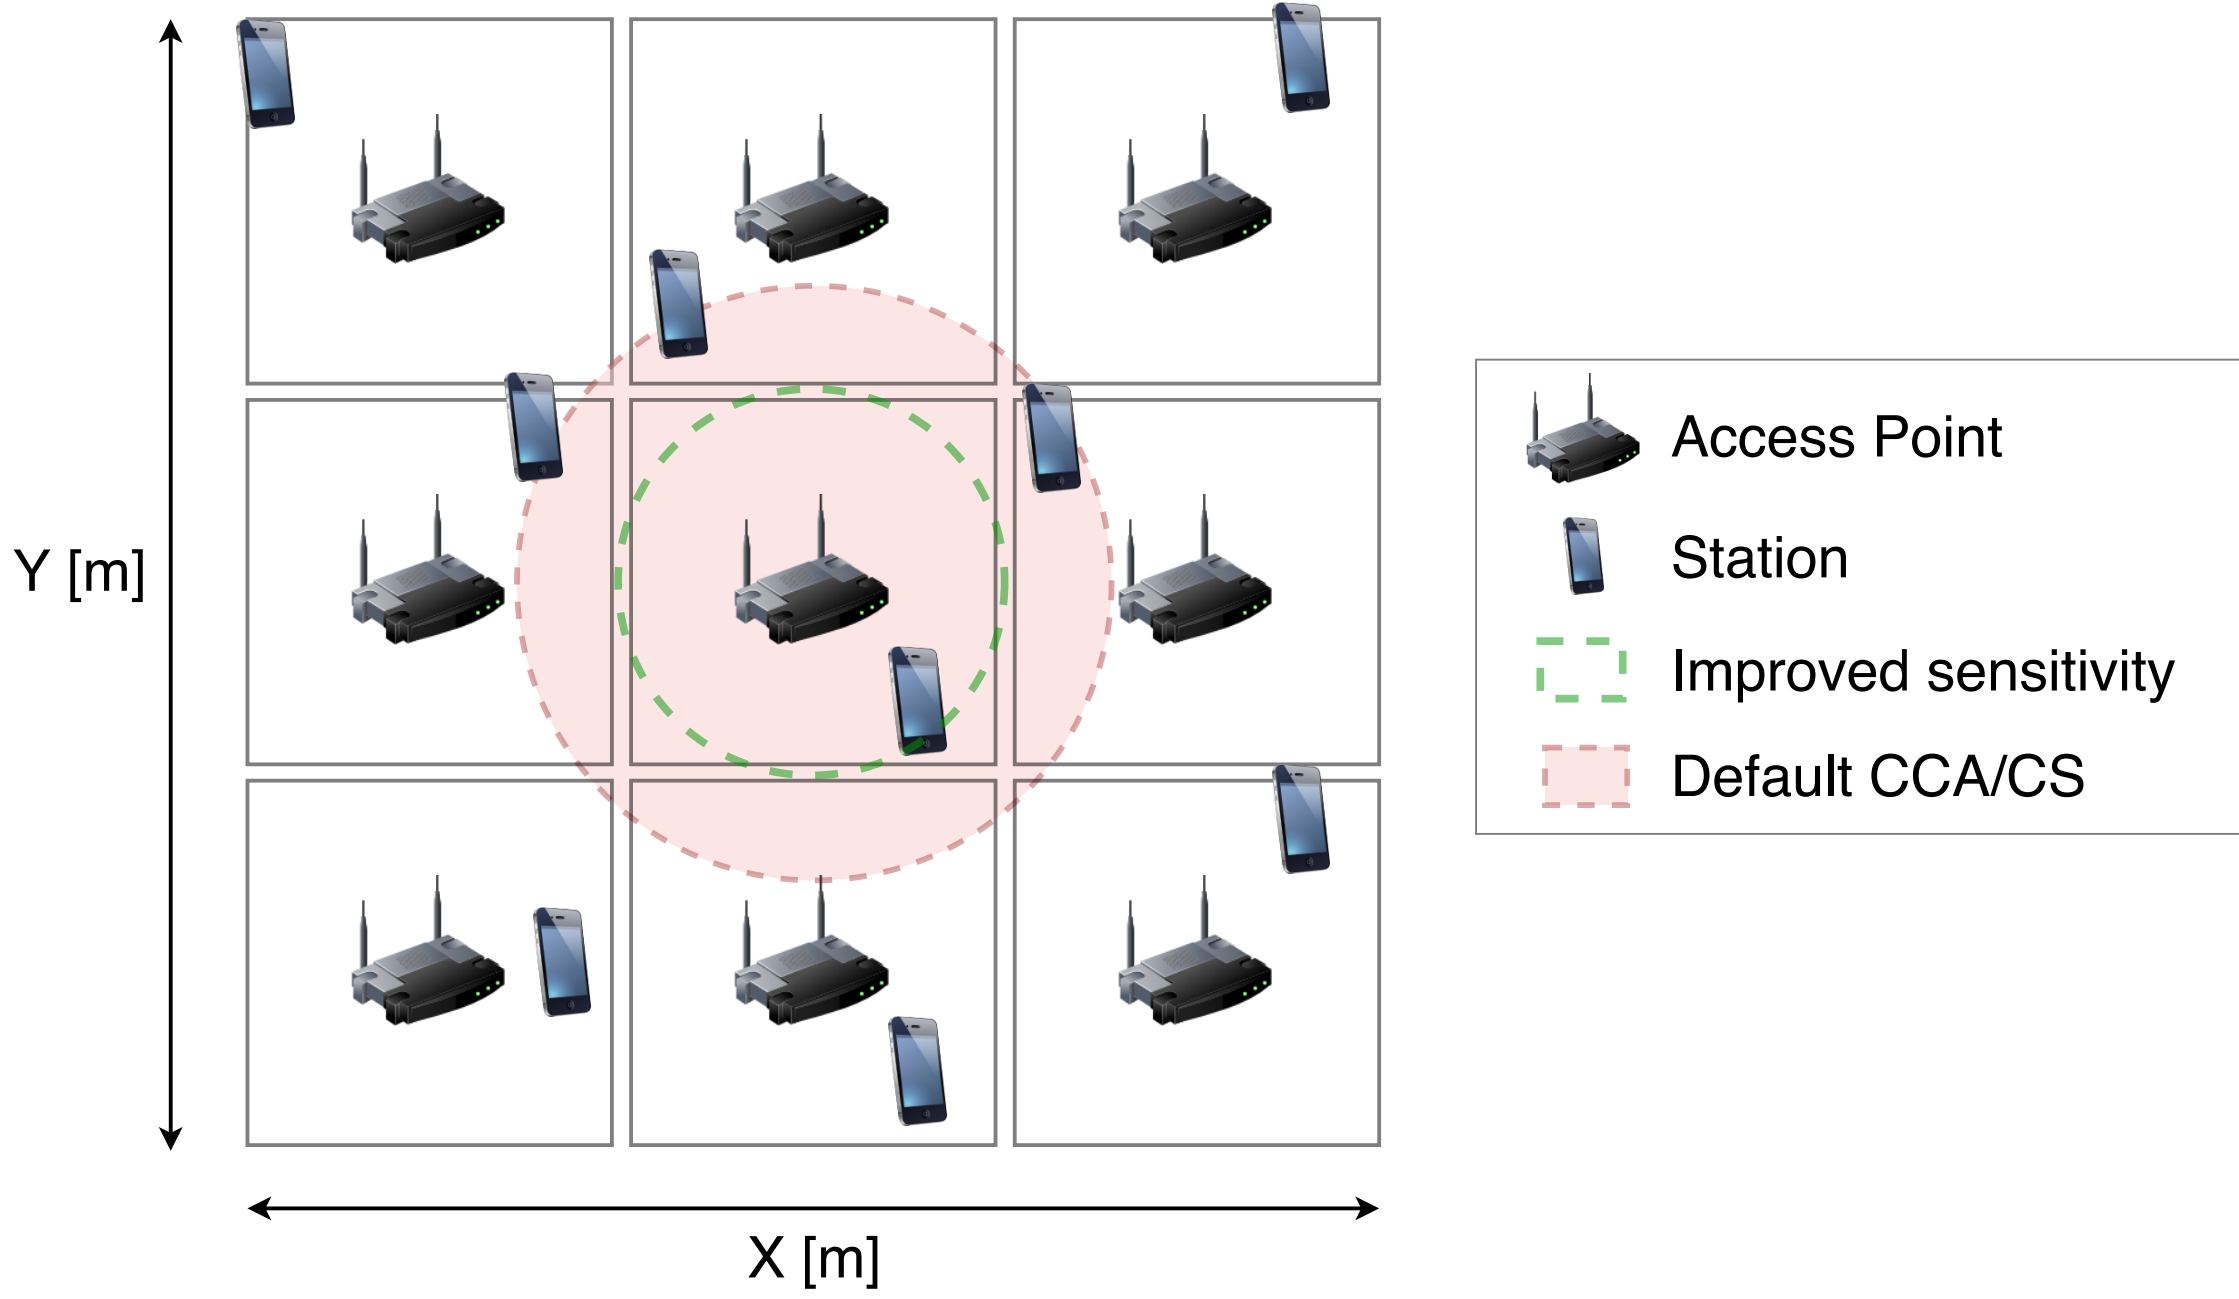 Y [m]
X [m]
Access Point
Station
Improved sensitivity
Default CCA/CS